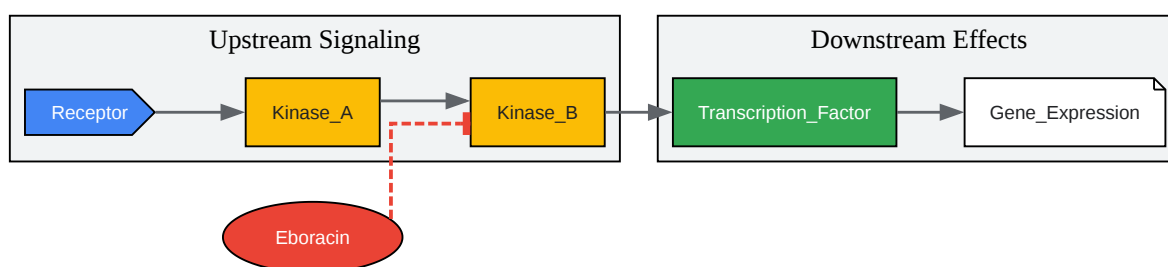 Upstream Signaling
Downstream Effects
Receptor
Kinase_A
Kinase_B
Transcription_Factor
Gene_Expression
Eboracin